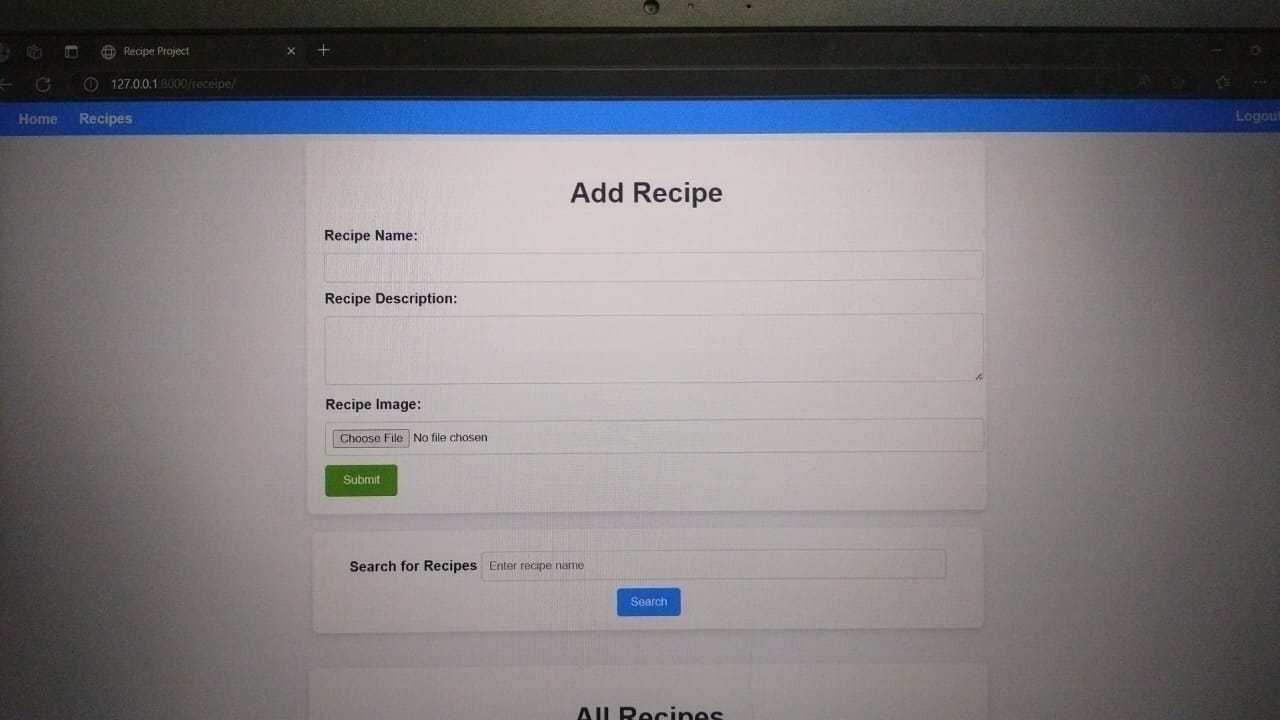 Recipe Project
127.0.0.1:8000/receipe/
Home Recipes Logou
Add Recipe
Recipe Name:
Recipe Description:
Recipe Image:
Choose File No file chosen
Submit
Search for Recipes Enter recipe name
Search
All Recipes